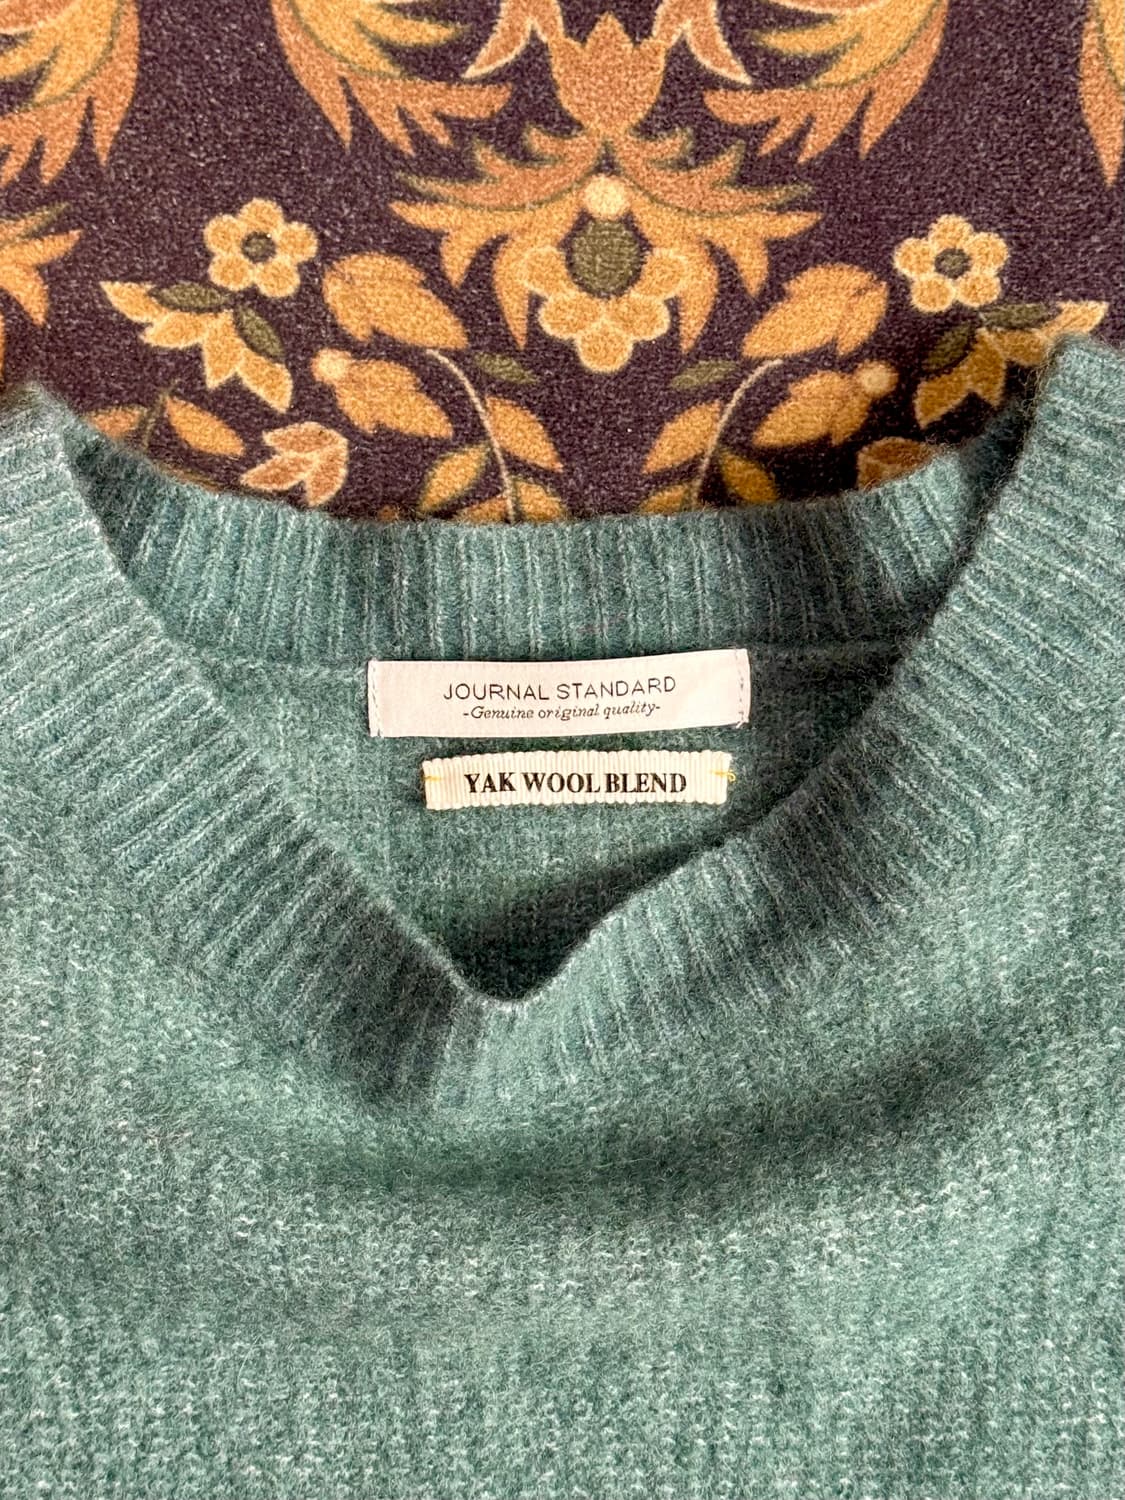 JOURNAL STANDARD
-Genuine original quality-
YAK WOOL BLEND